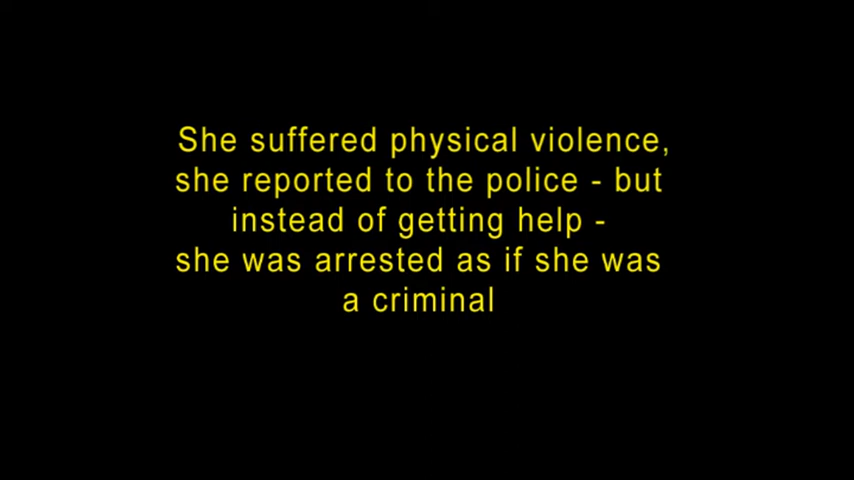 She suffered physical violence,
she reported to the police - but
instead of getting help -
she was arrested as if she was
a criminal